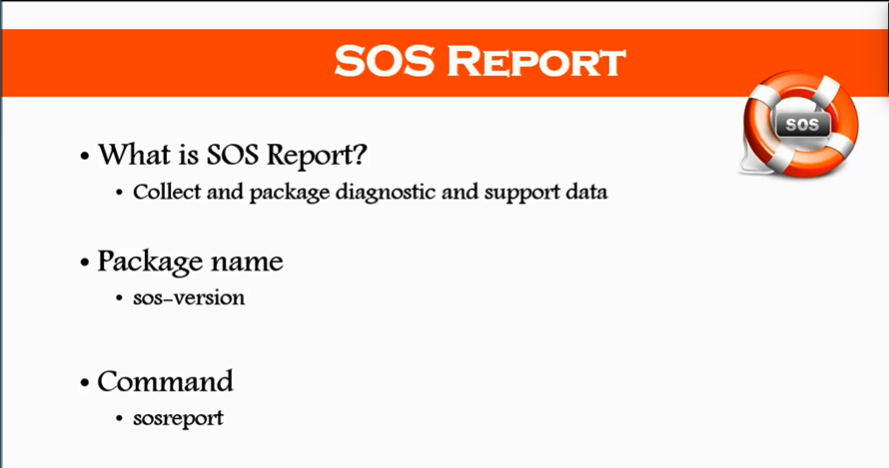 SOS REPORT
SOS
• What is SOS Report?
• Collect and package diagnostic and support data
• Package name
• sos-version
• Command
• sosreport